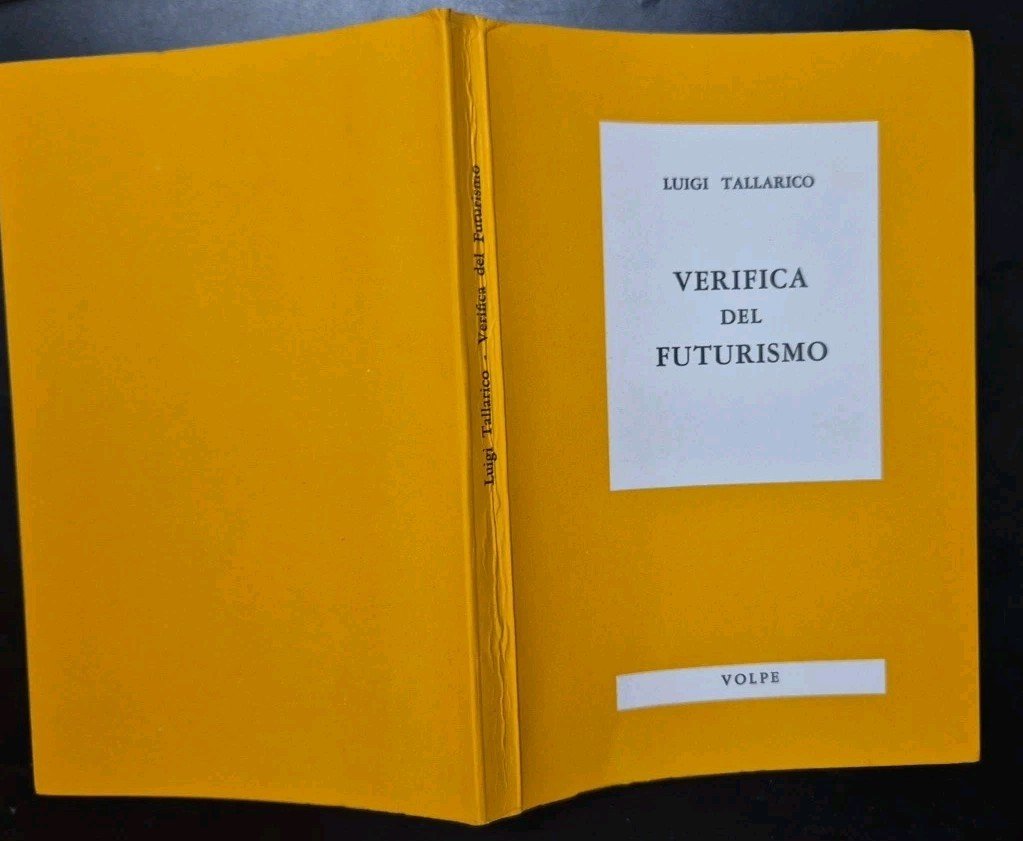 Luigi Tallarico . Verifica del Futurismo
LUIGI TALLARICO
VERIFICA
DEL
FUTURISMO
VOLPE